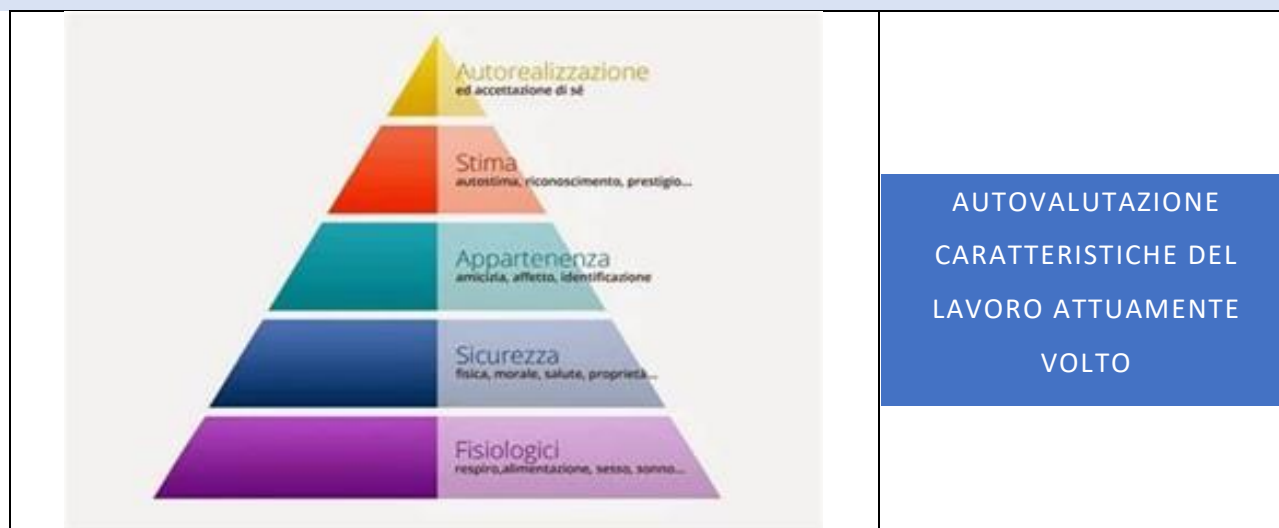 Autorealizzazione
ed accettazione di sé
Stima
autostima, riconoscimento, prestigio...
Appartenenza
amicizia, affetto, identificazione
Sicurezza
fisica, morale, salute, proprietà...
Fisiologici
respiro,alimentazione, sesso, sonno...
AUTOVALUTAZIONE
CARATTERISTICHE DEL
LAVORO ATTUAMENTE
VOLTO